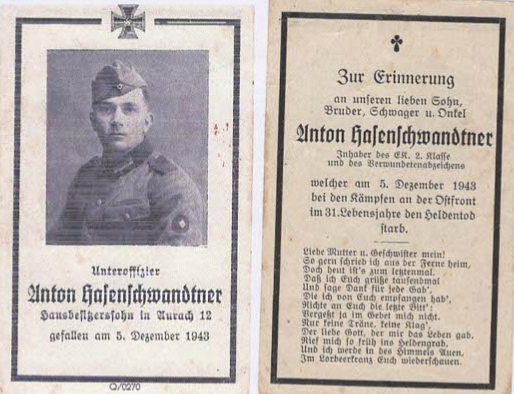 Unteroffizier
Anton Hasenschwandtner
Hausbesitzerssohn in Aurach 12
gefallen am 5. Dezember 1943
Q/0270
Zur Erinnerung
an unseren lieben Sohn,
Bruder, Schwager u. Onkel
Anton Hasenschwandtner
Inhaber des EK. 2. Klasse
und des Verwundetenabzeichens
welcher am 5. Dezember 1943
bei den Kämpfen an der Ostfront
im 31. Lebensjahre den Heldentod
starb.
Liebe Mutter u. Geschwister mein!
So gern schried ich aus der Ferne heim,
Doch heut ist's zum letztenmal.
Daß ich Euch grüße tausendmal
Und sage Dank für jede Gab',
Die ich von Euch empfangen hab',
Richte an Euch die letzte Bitt':
Vergeßt ja im Gebet mich nicht.
Nur keine Träne, keine Klag',
Der liebe Gott, der mir das Leben gab,
Rief mich so früh ins Heldengrab.
Und ich werde in des Himmels Auen,
Im Lorbeerkranz Euch wiederschauen.